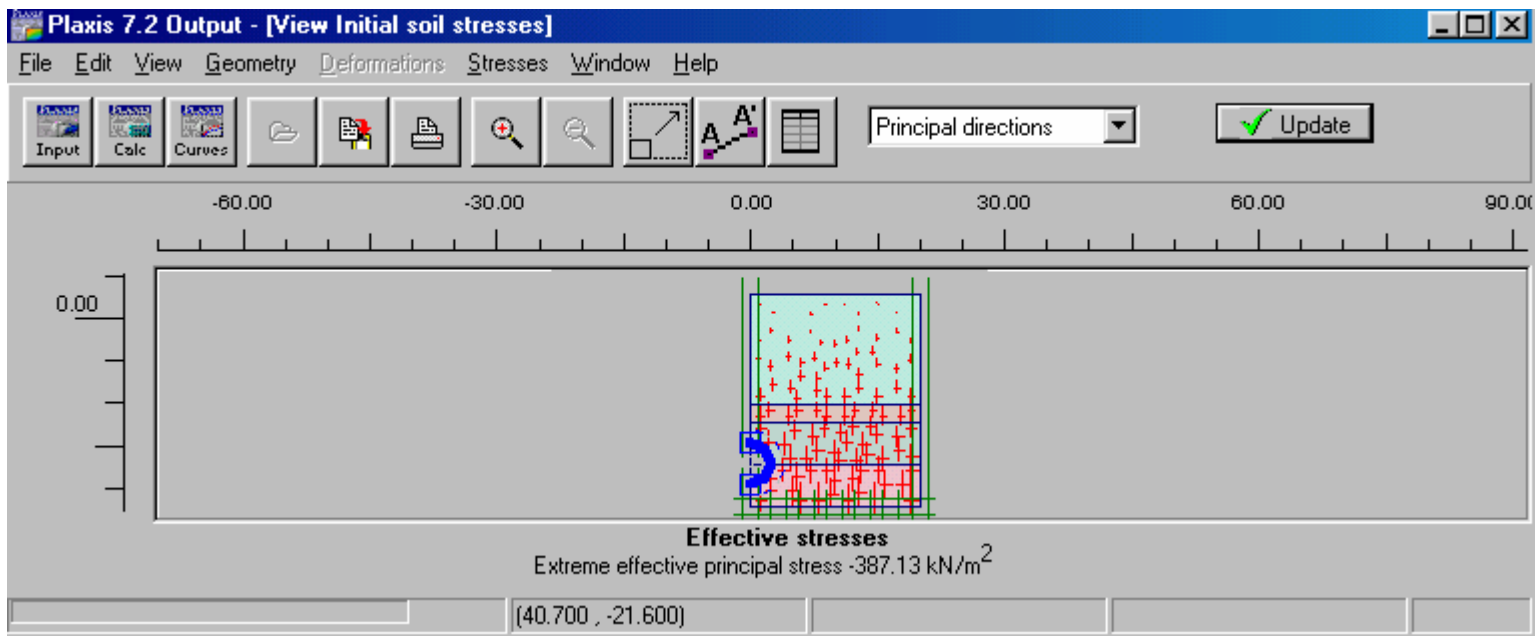 Plaxis 7.2 Output - [View Initial soil stresses]
File Edit View Geometry Deformations Stresses Window Help
Input Calc Curves A A' Principal directions Update
-60.00 -30.00 0.00 30.00 60.00 90.0
0.00
Effective stresses
Extreme effective principal stress -387.13 kN/m2
(40.700 , -21.600)